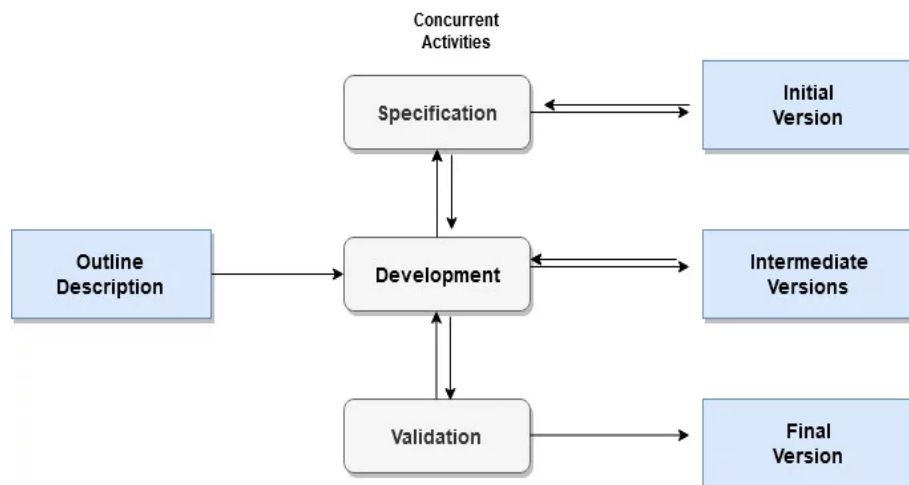 Concurrent
Activities
Specification
Initial
Version
Outline
Description
Development
Intermediate
Versions
Validation
Final
Version